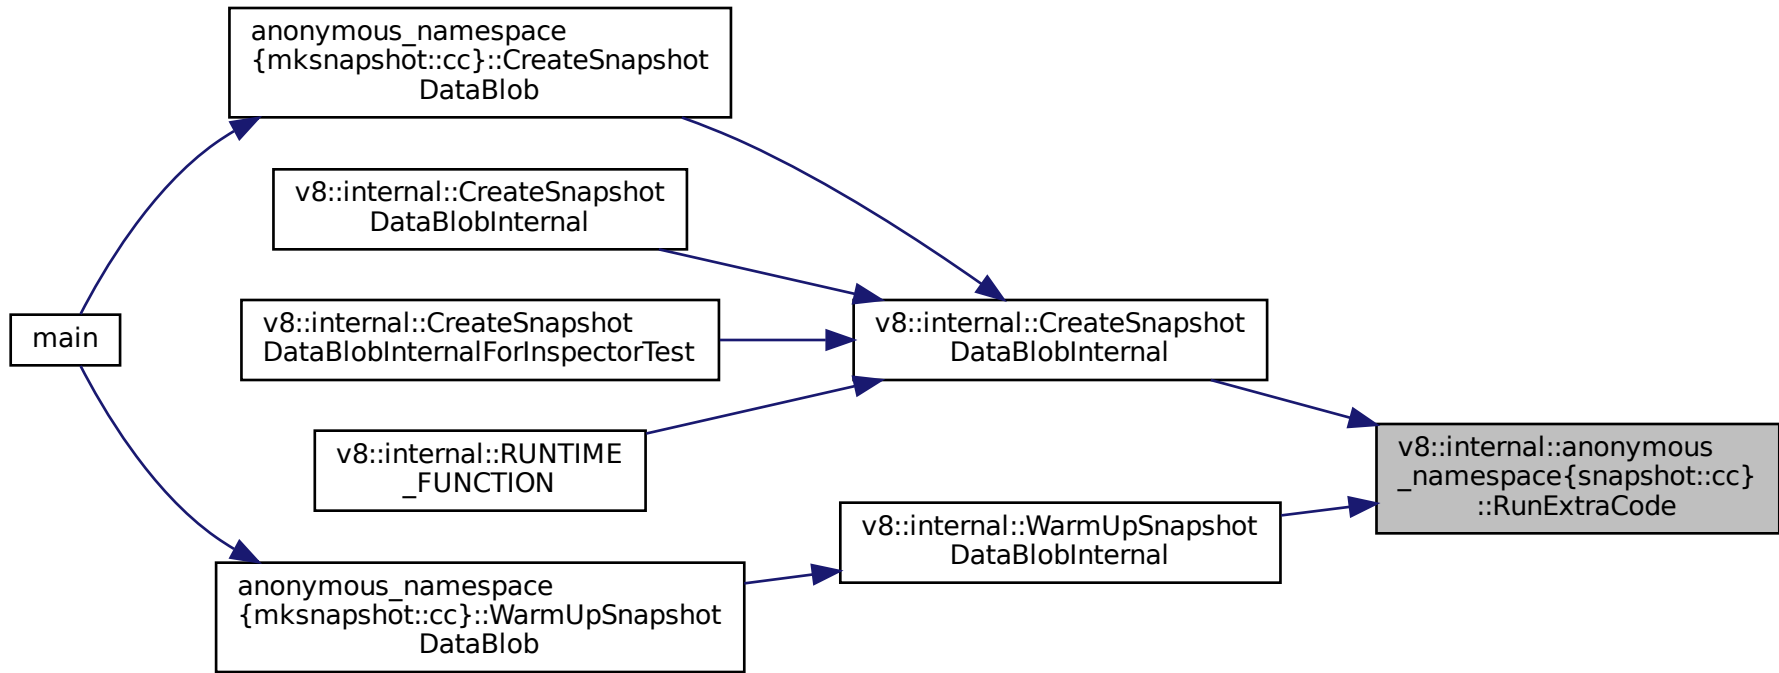 anonymous_namespace
{mksnapshot::cc}::CreateSnapshot
DataBlob
v8::internal::CreateSnapshot
DataBlobInternal
v8::internal::CreateSnapshot
DataBlobInternalForInspectorTest
main
v8::internal::CreateSnapshot
DataBlobInternal
v8::internal::RUNTIME
_FUNCTION
v8::internal::anonymous
_namespace{snapshot::cc}
::RunExtraCode
v8::internal::WarmUpSnapshot
DataBlobInternal
anonymous_namespace
{mksnapshot::cc}::WarmUpSnapshot
DataBlob